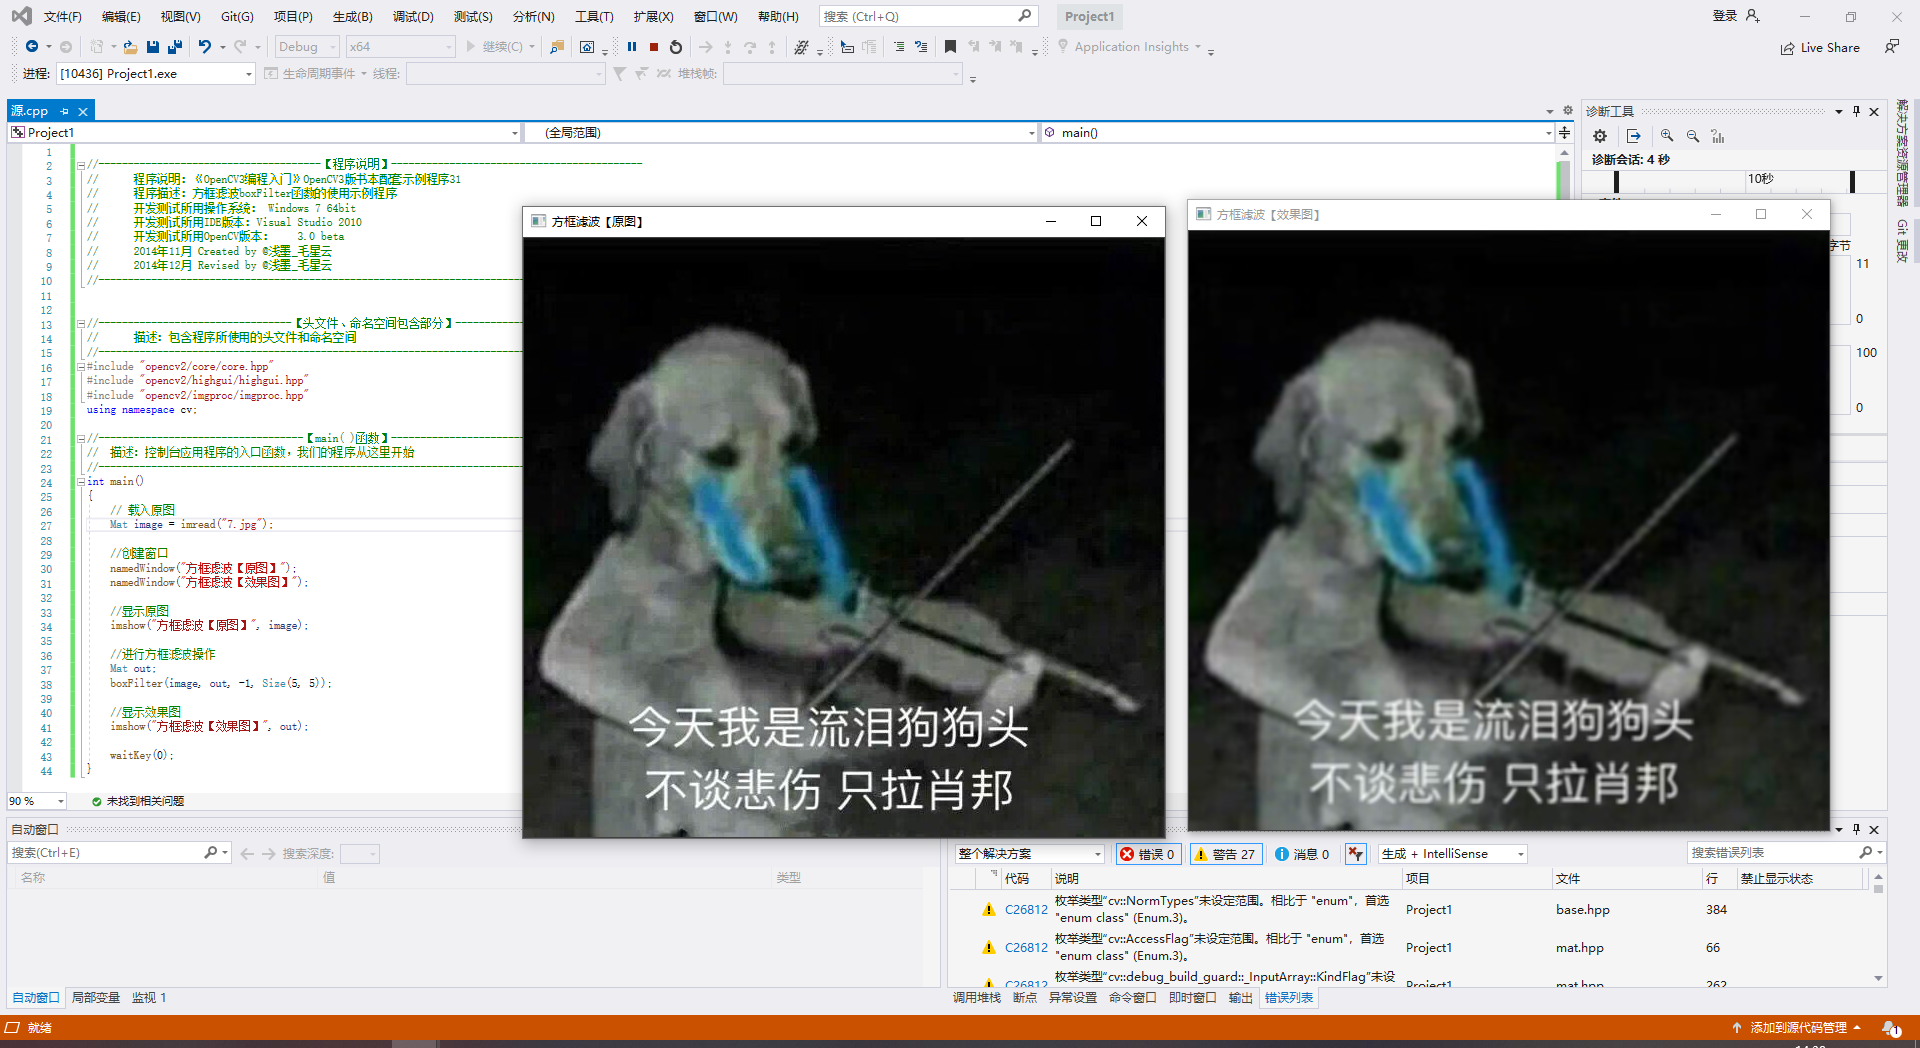 文件(F) 编辑(E) 视图(V) Git(G) 项目(P) 生成(B) 调试(D) 测试(S) 分析(N) 工具(T) 扩展(X) 窗口(W) 帮助(H) 搜索 (Ctrl+Q) Project1 登录
Debug x64 继续(C) Application Insights Live Share
进程: [10436] Project1.exe 生命周期事件 线程: 堆栈帧:
源.cpp
Project1 (全局范围) main()
1
2 //--------------------------------------【程序说明】-------------------------------------------
3 // 程序说明：《OpenCV3编程入门》OpenCV3版书本配套示例程序31
4 // 程序描述：方框滤波boxFilter函数的使用示例程序
5 // 开发测试所用操作系统： Windows 7 64bit
6 // 开发测试所用IDE版本：Visual Studio 2010
7 // 开发测试所用OpenCV版本： 3.0 beta
8 // 2014年11月 Created by @浅墨_毛星云
9 // 2014年12月 Revised by @浅墨_毛星云
10 //------------------------------------------------------------------------
11
12
13 //---------------------------------【头文件、命名空间包含部分】-----------
14 // 描述：包含程序所使用的头文件和命名空间
15 //------------------------------------------------------------------------
16 #include "opencv2/core/core.hpp"
17 #include "opencv2/highgui/highgui.hpp"
18 #include "opencv2/imgproc/imgproc.hpp"
19 using namespace cv;
20
21 //-----------------------------------【main( )函数】-----------------------
22 // 描述：控制台应用程序的入口函数，我们的程序从这里开始
23 //------------------------------------------------------------------------
24 int main()
25 {
26 // 载入原图
27 Mat image = imread("7.jpg");
28
29 //创建窗口
30 namedWindow("方框滤波【原图】");
31 namedWindow("方框滤波【效果图】");
32
33 //显示原图
34 imshow("方框滤波【原图】", image);
35
36 //进行方框滤波操作
37 Mat out;
38 boxFilter(image, out, -1, Size(5, 5));
39
40 //显示效果图
41 imshow("方框滤波【效果图】", out);
42
43 waitKey(0);
44 }
90 % 未找到相关问题
方框滤波【原图】
今天我是流泪狗狗头
不谈悲伤 只拉肖邦
方框滤波【效果图】
今天我是流泪狗狗头
不谈悲伤 只拉肖邦
诊断工具
诊断会话: 4 秒
10秒
字节
11
0
100
0
解决方案资源管理器
Git 更改
自动窗口
搜索(Ctrl+E) 搜索深度:
名称 值 类型
自动窗口 局部变量 监视 1
整个解决方案 错误 0 警告 27 消息 0 生成 + IntelliSense 搜索错误列表
代码 说明 项目 文件 行 禁止显示状态
C26812 枚举类型“cv::NormTypes”未设定范围。相比于 "enum"，首选 "enum class" (Enum.3)。 Project1 base.hpp 384
C26812 枚举类型“cv::AccessFlag”未设定范围。相比于 "enum"，首选 "enum class" (Enum.3)。 Project1 mat.hpp 66
C26812 枚举类型“cv::debug_build_guard::_InputArray::KindFlag”未设 Project1 mat.hpp 262
调用堆栈 断点 异常设置 命令窗口 即时窗口 输出 错误列表
就绪 添加到源代码管理 1